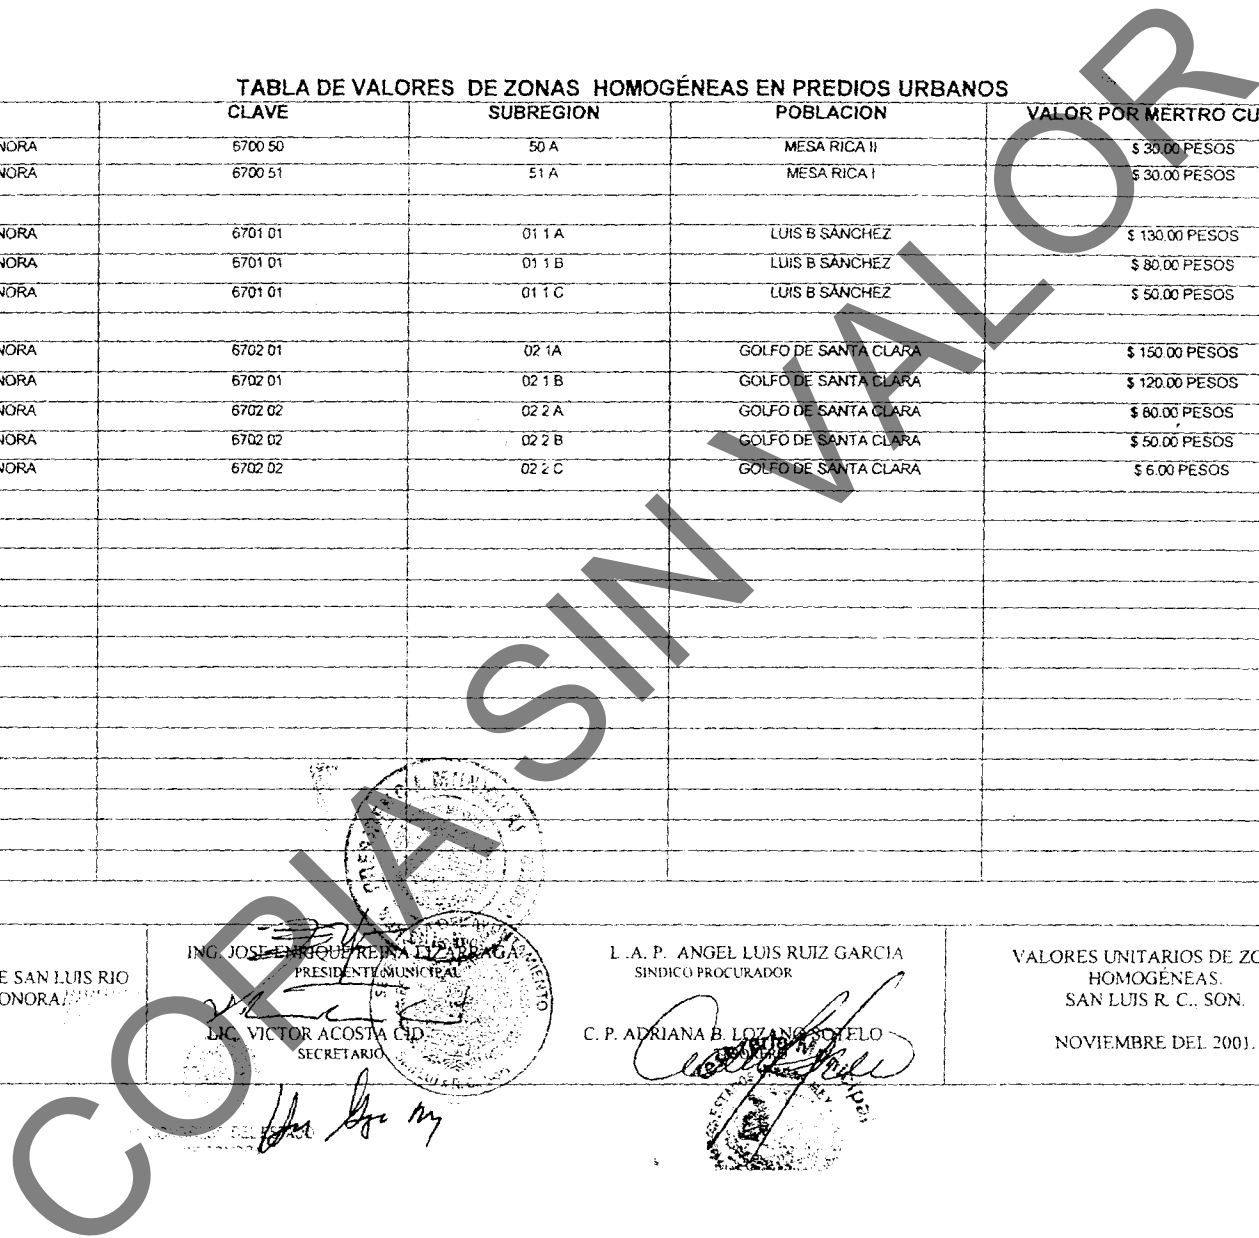 TABLA DE VALORES DE ZONAS HOMOGÉNEAS EN PREDIOS URBANOS
CLAVE SUBREGION POBLACION VALOR POR MERTRO CU
NORA 6700 50 50 A MESA RICA II $ 30.00 PESOS
NORA 6700 51 51 A MESA RICA I $ 30.00 PESOS
NORA 6701 01 01 1 A LUIS B SÁNCHEZ $ 130.00 PESOS
NORA 6701 01 01 1 B LUIS B SÁNCHEZ $ 80.00 PESOS
NORA 6701 01 01 1 C LUIS B SÁNCHEZ $ 50.00 PESOS
NORA 6702 01 02 1A GOLFO DE SANTA CLARA $ 150.00 PESOS
NORA 6702 01 02 1 B GOLFO DE SANTA CLARA $ 120.00 PESOS
NORA 6702 02 02 2 A GOLFO DE SANTA CLARA $ 80.00 PESOS
NORA 6702 02 02 2 B GOLFO DE SANTA CLARA $ 50.00 PESOS
NORA 6702 02 02 2 C GOLFO DE SANTA CLARA $ 6.00 PESOS
COPIA SIN VALOR
E SAN LUIS RIO
ONORA
ING. JOSE ENRIQUE REINA LIZARRAGA
PRESIDENTE MUNICIPAL
LIC. VICTOR ACOSTA CID
SECRETARIO
L .A. P. ANGEL LUIS RUIZ GARCIA
SINDICO PROCURADOR
C. P. ADRIANA B. LOZANO SOTELO
VALORES UNITARIOS DE ZO
HOMOGÉNEAS.
SAN LUIS R. C., SON.
NOVIEMBRE DEL 2001.